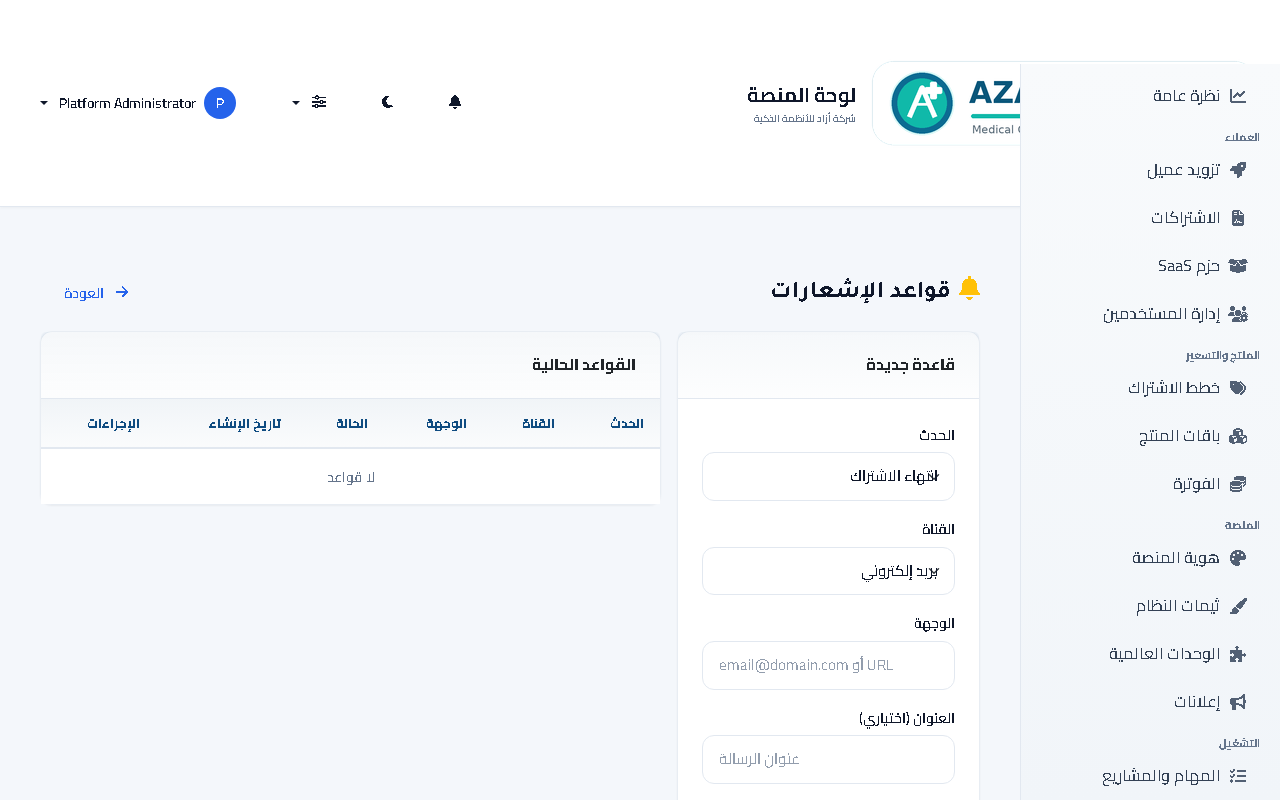 AZA
Medical
لوحة المنصة
شركة أزاد للأنظمة الذكية
Platform Administrator
P
نظرة عامة
العملاء
تزويد عميل
الاشتراكات
حزم SaaS
إدارة المستخدمين
المنتج والتسعير
خطط الاشتراك
باقات المنتج
الفوترة
المنصة
هوية المنصة
ثيمات النظام
الوحدات العالمية
إعلانات
التشغيل
المهام والمشاريع
قواعد الإشعارات
العودة
قاعدة جديدة
الحدث
انتهاء الاشتراك
القناة
بريد إلكتروني
الوجهة
email@domain.com أو URL
العنوان (اختياري)
عنوان الرسالة
القواعد الحالية
الحدث القناة الوجهة الحالة تاريخ الإنشاء الإجراءات
لا قواعد